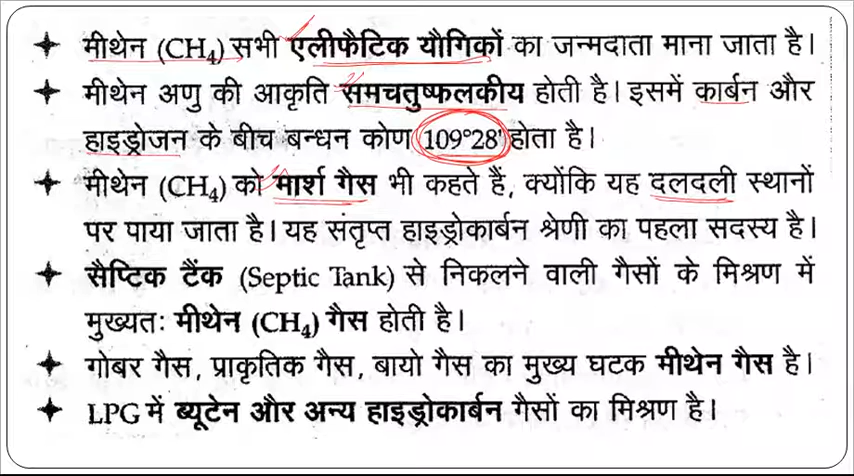 ✦ मीथेन (CH₄) सभी एलीफैटिक यौगिकों का जन्मदाता माना जाता है।
✦ मीथेन अणु की आकृति समचतुष्फलकीय होती है। इसमें कार्बन और
हाइड्रोजन के बीच बन्धन कोण 109°28' होता है।
✦ मीथेन (CH₄) को मार्श गैस भी कहते हैं, क्योंकि यह दलदली स्थानों
पर पाया जाता है। यह संतृप्त हाइड्रोकार्बन श्रेणी का पहला सदस्य है।
✦ सैप्टिक टैंक (Septic Tank) से निकलने वाली गैसों के मिश्रण में
मुख्यतः मीथेन (CH₄) गैस होती है।
✦ गोबर गैस, प्राकृतिक गैस, बायो गैस का मुख्य घटक मीथेन गैस है।
✦ LPG में ब्यूटेन और अन्य हाइड्रोकार्बन गैसों का मिश्रण है।